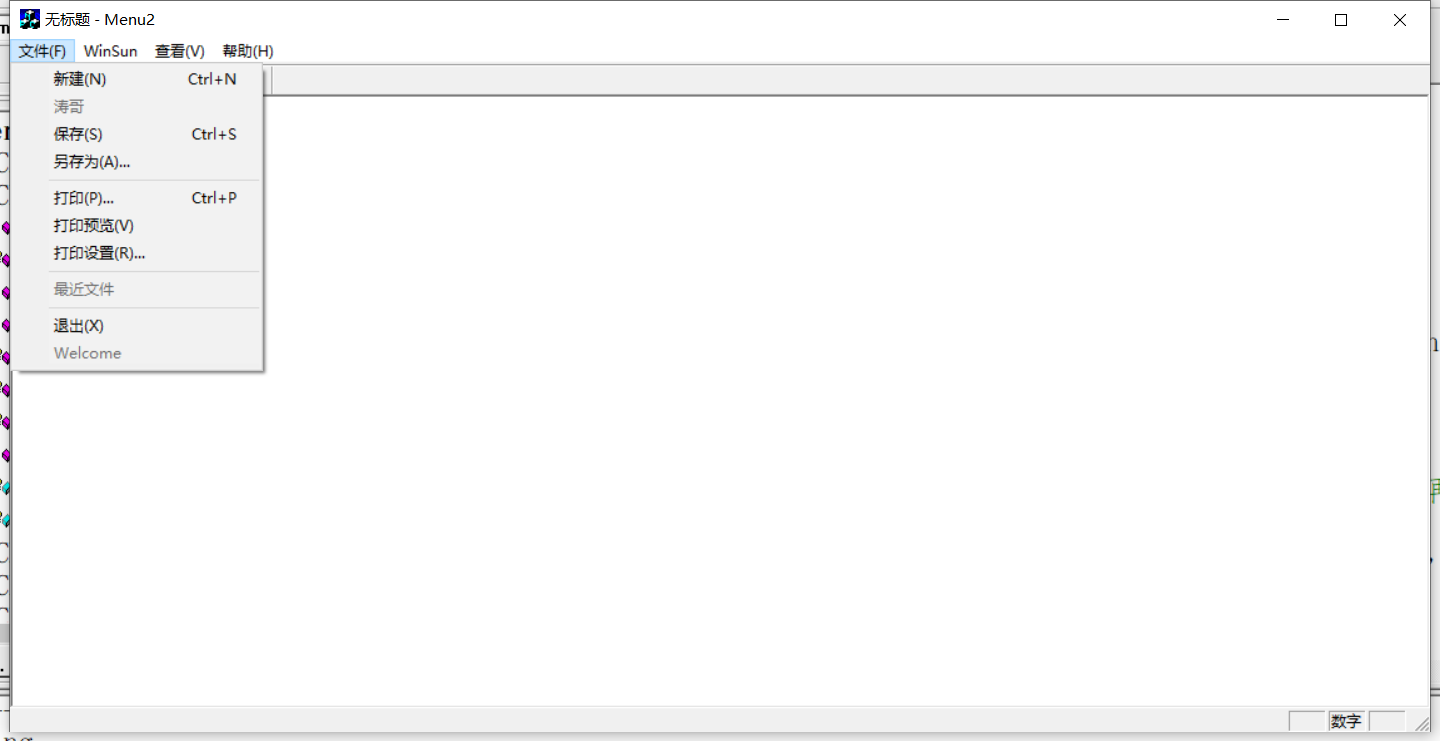 无标题 - Menu2
文件(F) WinSun 查看(V) 帮助(H)
新建(N) Ctrl+N
涛哥
保存(S) Ctrl+S
另存为(A)...
打印(P)... Ctrl+P
打印预览(V)
打印设置(R)...
最近文件
退出(X)
Welcome
数字